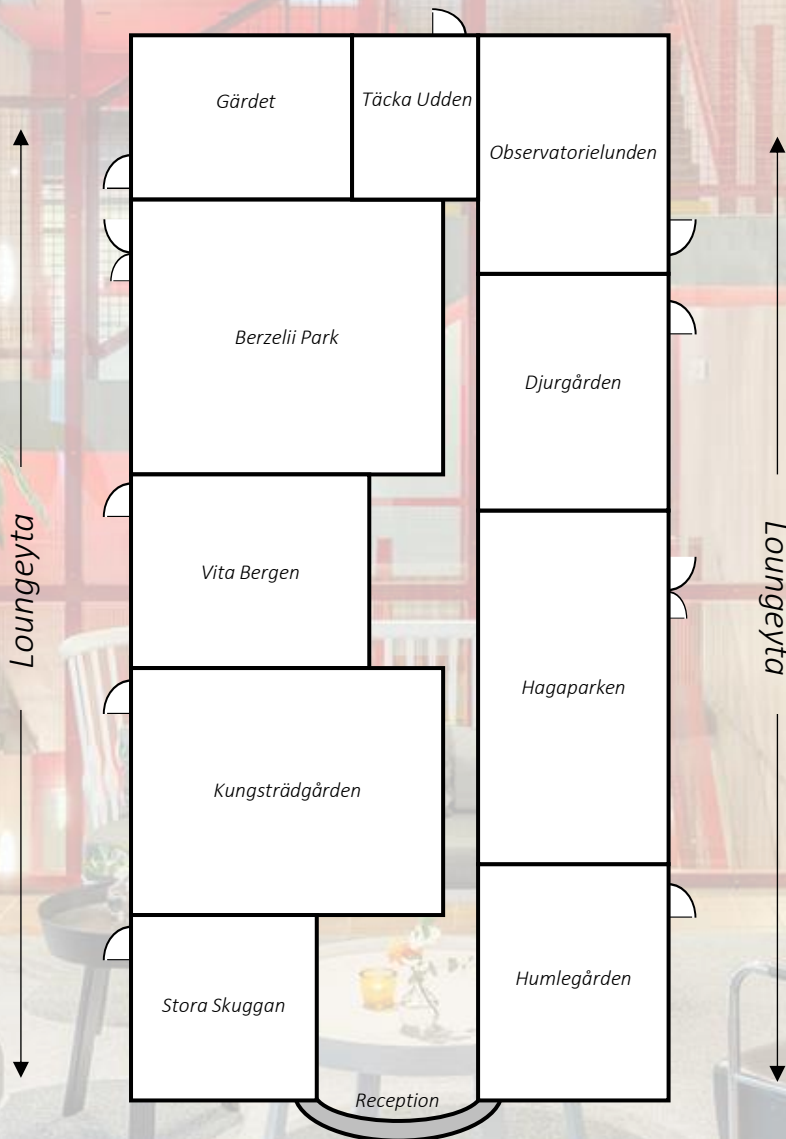 Gärdet
Täcka Udden
Observatorielunden
Berzelii Park
Djurgården
Loungeyta
Vita Bergen
Loungeyta
Hagaparken
Kungsträdgården
Humlegården
Stora Skuggan
Reception